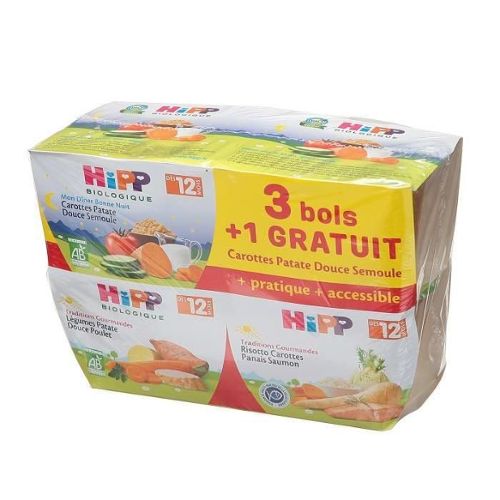 HiPP
HiPP
BIOLOGIQUE
HiPP
BIOLOGIQUE
DÈS 12 MOIS
Mon Dîner Bonne Nuit
Carottes Patate
Douce Semoule
AB
3 bols
+1 GRATUIT
Carottes Patate Douce Semoule
+ pratique + accessible
HiPP
BIOLOGIQUE
DÈS 12 MOIS
Traditions Gourmandes
Légumes Patate
Douce Poulet
AB
HiPP
DÈS 12
Traditions Gourmandes
Risotto Carottes
Panais Saumon